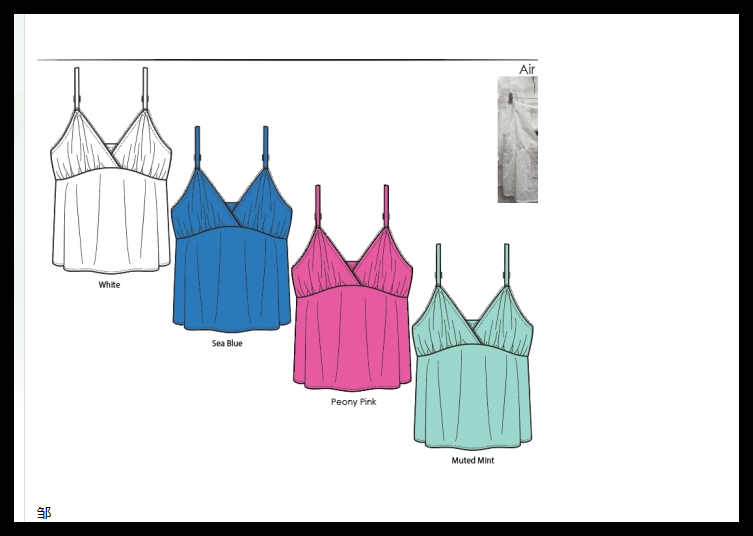 Air
White
Sea Blue
Peony Pink
Muted Mint
邹